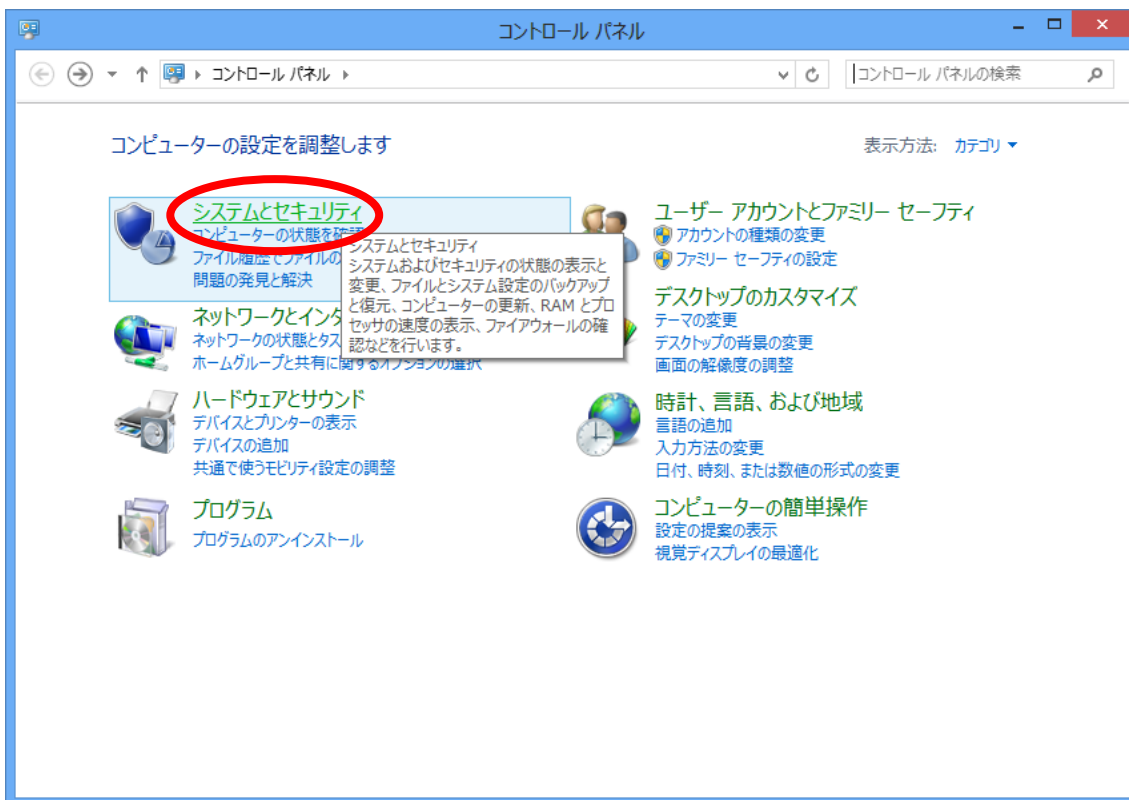 コントロール パネル
コントロール パネル
コントロール パネルの検索
コンピューターの設定を調整します
表示方法: カテゴリ
システムとセキュリティ
コンピューターの状態を確認
ファイル履歴でファイルの
問題の発見と解決
システムとセキュリティ
システムおよびセキュリティの状態の表示と
変更、ファイルとシステム設定のバックアップ
と復元、コンピューターの更新、RAM とプロ
セッサの速度の表示、ファイアウォールの確
認などを行います。
ネットワークとインタ
ネットワークの状態とタス
ホームグループと共有に関するオプションの選択
ハードウェアとサウンド
デバイスとプリンターの表示
デバイスの追加
共通で使うモビリティ設定の調整
プログラム
プログラムのアンインストール
ユーザー アカウントとファミリー セーフティ
アカウントの種類の変更
ファミリー セーフティの設定
デスクトップのカスタマイズ
テーマの変更
デスクトップの背景の変更
画面の解像度の調整
時計、言語、および地域
言語の追加
入力方法の変更
日付、時刻、または数値の形式の変更
コンピューターの簡単操作
設定の提案の表示
視覚ディスプレイの最適化